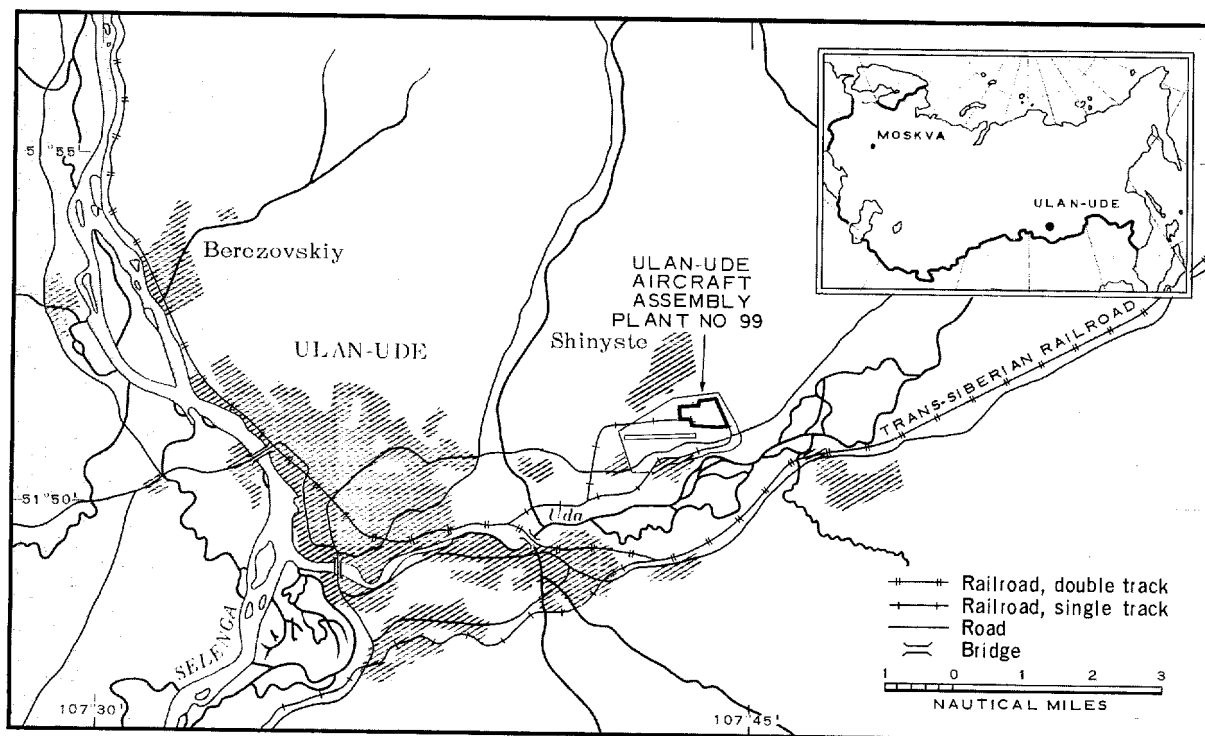 MOSKVA
ULAN-UDE
51°55'
Berezovskiy
ULAN-UDE
AIRCRAFT
ASSEMBLY
PLANT NO 99
ULAN-UDE
Shinyste
TRANS-SIBERIAN RAILROAD
51°50'
Uda
SELENGA
Railroad, double track
Railroad, single track
Road
Bridge
1 0 1 2 3
NAUTICAL MILES
107°30'
107°45'